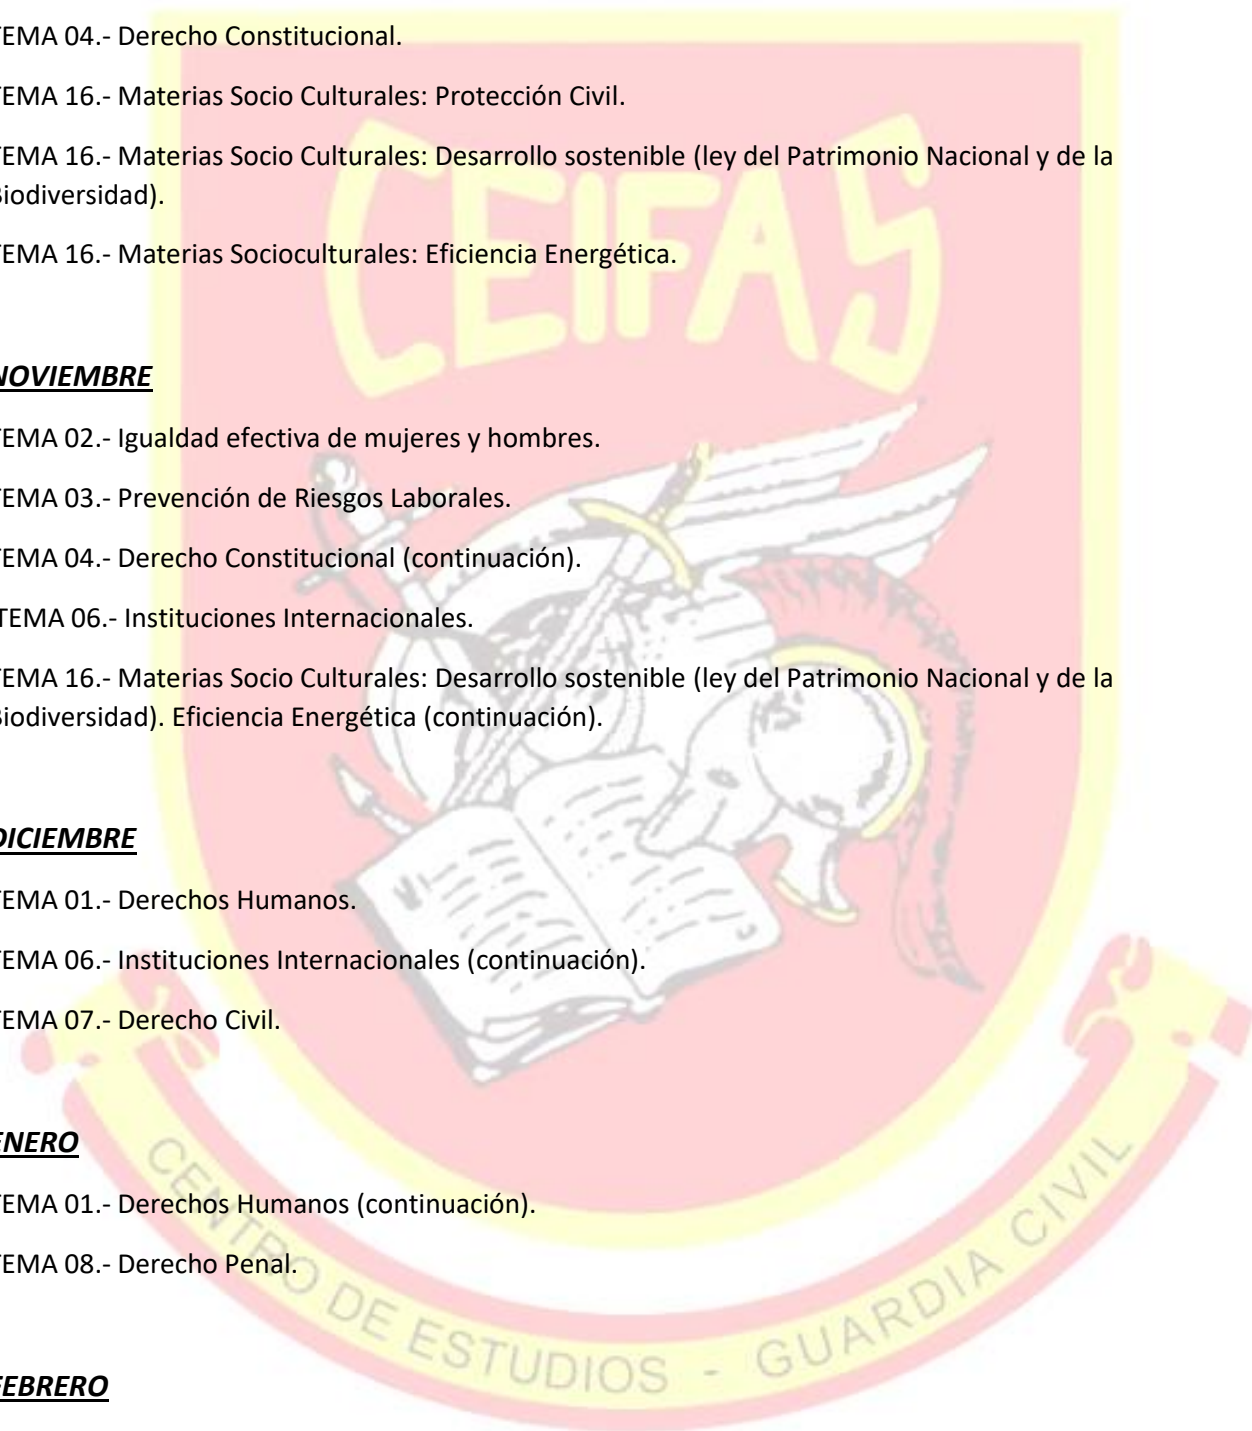 TEMA 04.- Derecho Constitucional.
TEMA 16.- Materias Socio Culturales: Protección Civil.
TEMA 16.- Materias Socio Culturales: Desarrollo sostenible (ley del Patrimonio Nacional y de la
Biodiversidad).
TEMA 16.- Materias Socioculturales: Eficiencia Energética.
NOVIEMBRE
TEMA 02.- Igualdad efectiva de mujeres y hombres.
TEMA 03.- Prevención de Riesgos Laborales.
TEMA 04.- Derecho Constitucional (continuación).
TEMA 06.- Instituciones Internacionales.
TEMA 16.- Materias Socio Culturales: Desarrollo sostenible (ley del Patrimonio Nacional y de la
Biodiversidad). Eficiencia Energética (continuación).
DICIEMBRE
TEMA 01.- Derechos Humanos.
TEMA 06.- Instituciones Internacionales (continuación).
TEMA 07.- Derecho Civil.
ENERO
TEMA 01.- Derechos Humanos (continuación).
TEMA 08.- Derecho Penal.
FEBRERO
CEIFAS
CENTRO DE ESTUDIOS - GUARDIA CIVIL